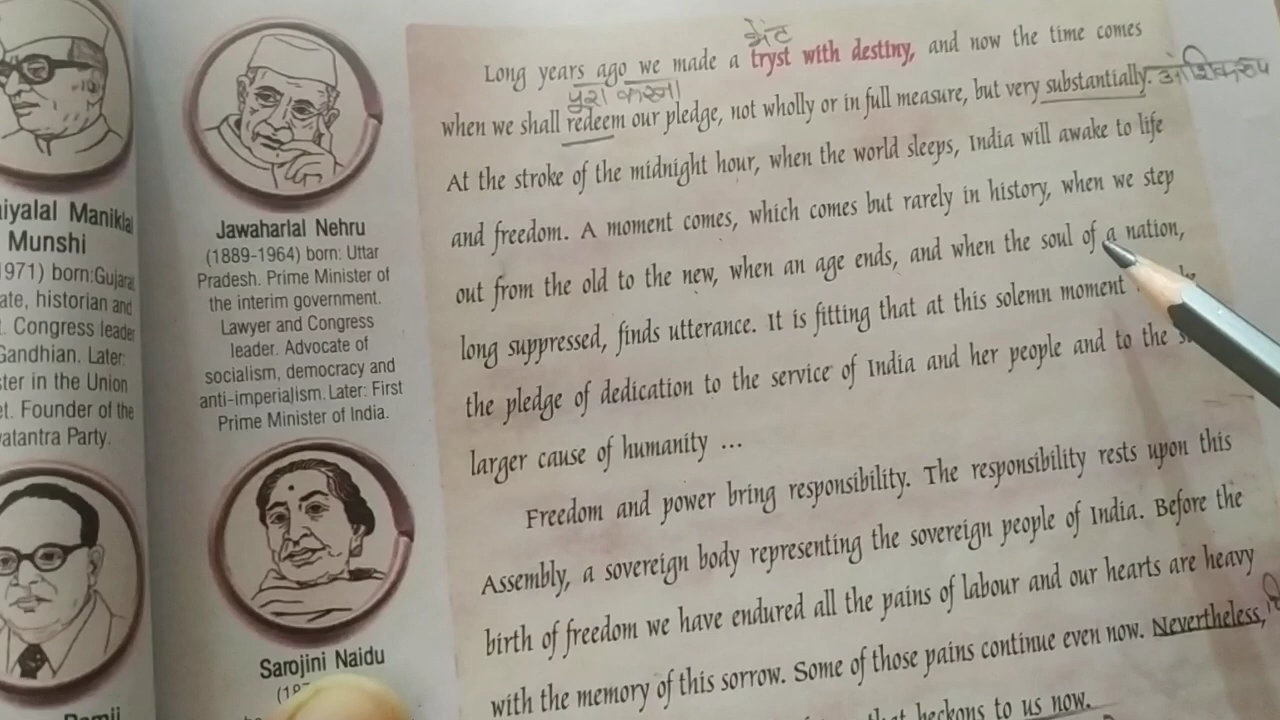 aiyalal Maniklal
Munshi
1971) born:Gujarat
ate, historian and
. Congress leader
Gandhian. Later:
ster in the Union
et. Founder of the
vatantra Party.
Jawaharlal Nehru
(1889-1964) born: Uttar
Pradesh. Prime Minister of
the interim government.
Lawyer and Congress
leader. Advocate of
socialism, democracy and
anti-imperialism. Later: First
Prime Minister of India.
Sarojini Naidu
भेंट
Long years ago we made a tryst with destiny, and now the time comes
पुरा करना
when we shall redeem our pledge, not wholly or in full measure, but very substantially.
At the stroke of the midnight hour, when the world sleeps, India will awake to life
and freedom. A moment comes, which comes but rarely in history, when we step
out from the old to the new, when an age ends, and when the soul of a nation,
long suppressed, finds utterance. It is fitting that at this solemn moment
the pledge of dedication to the service of India and her people and to the
larger cause of humanity ...
Freedom and power bring responsibility. The responsibility rests upon this
Assembly, a sovereign body representing the sovereign people of India. Before the
birth of freedom we have endured all the pains of labour and our hearts are heavy
with the memory of this sorrow. Some of those pains continue even now. Nevertheless,
that beckons to us now.